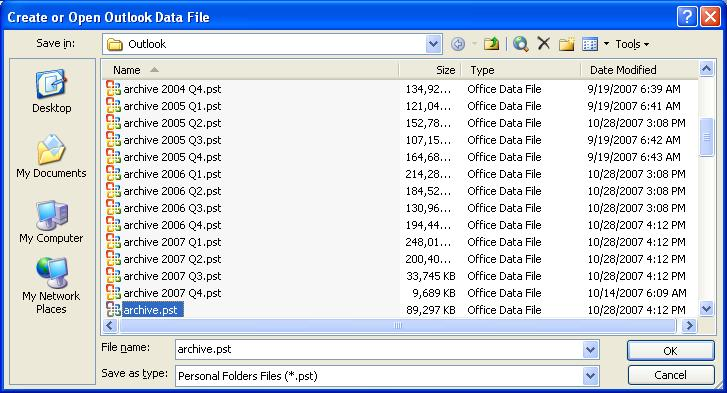 Create or Open Outlook Data File
Save in: Outlook Tools
Name Size Type Date Modified
archive 2004 Q4.pst 134,92... Office Data File 9/19/2007 6:39 AM
archive 2005 Q1.pst 121,04... Office Data File 9/19/2007 6:41 AM
archive 2005 Q2.pst 152,78... Office Data File 10/28/2007 3:08 PM
archive 2005 Q3.pst 107,15... Office Data File 9/19/2007 6:42 AM
archive 2005 Q4.pst 164,68... Office Data File 9/19/2007 6:43 AM
archive 2006 Q1.pst 214,28... Office Data File 10/28/2007 3:08 PM
archive 2006 Q2.pst 184,52... Office Data File 10/28/2007 3:08 PM
archive 2006 Q3.pst 130,96... Office Data File 10/28/2007 3:08 PM
archive 2006 Q4.pst 194,44... Office Data File 10/28/2007 4:12 PM
archive 2007 Q1.pst 248,01... Office Data File 10/28/2007 4:12 PM
archive 2007 Q2.pst 200,40... Office Data File 10/28/2007 4:12 PM
archive 2007 Q3.pst 33,745 KB Office Data File 10/28/2007 4:12 PM
archive 2007 Q4.pst 9,689 KB Office Data File 10/14/2007 6:09 AM
archive.pst 89,297 KB Office Data File 10/28/2007 4:12 PM
Desktop
My Documents
My Computer
My Network
Places
File name: archive.pst OK
Save as type: Personal Folders Files (*.pst) Cancel